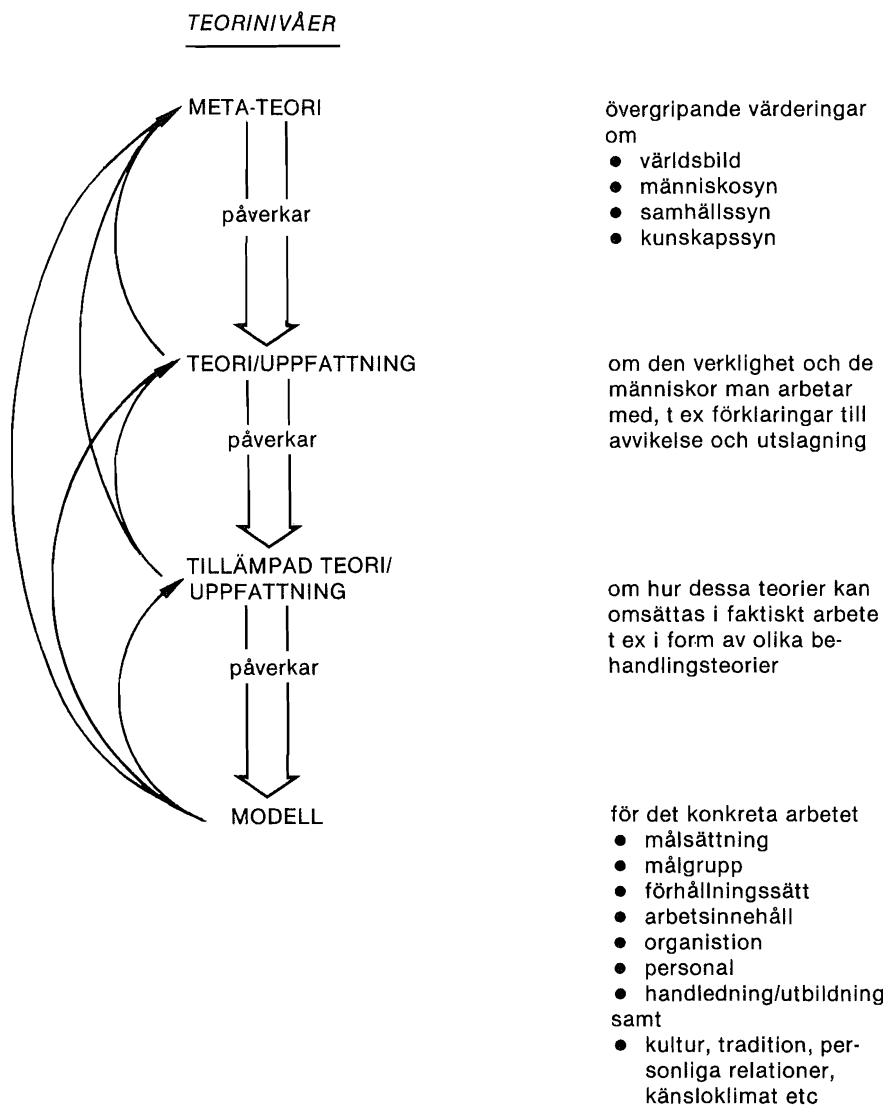 TEORINIVÅER
META-TEORI
övergripande värderingar
om
● världsbild
● människosyn
● samhällssyn
● kunskapssyn
påverkar
TEORI/UPPFATTNING
om den verklighet och de
människor man arbetar
med, t ex förklaringar till
avvikelse och utslagning
påverkar
TILLÄMPAD TEORI/
UPPFATTNING
om hur dessa teorier kan
omsättas i faktiskt arbete
t ex i form av olika be-
handlingsteorier
påverkar
MODELL
för det konkreta arbetet
● målsättning
● målgrupp
● förhållningssätt
● arbetsinnehåll
● organistion
● personal
● handledning/utbildning
samt
● kultur, tradition, per-
sonliga relationer,
känsloklimat etc